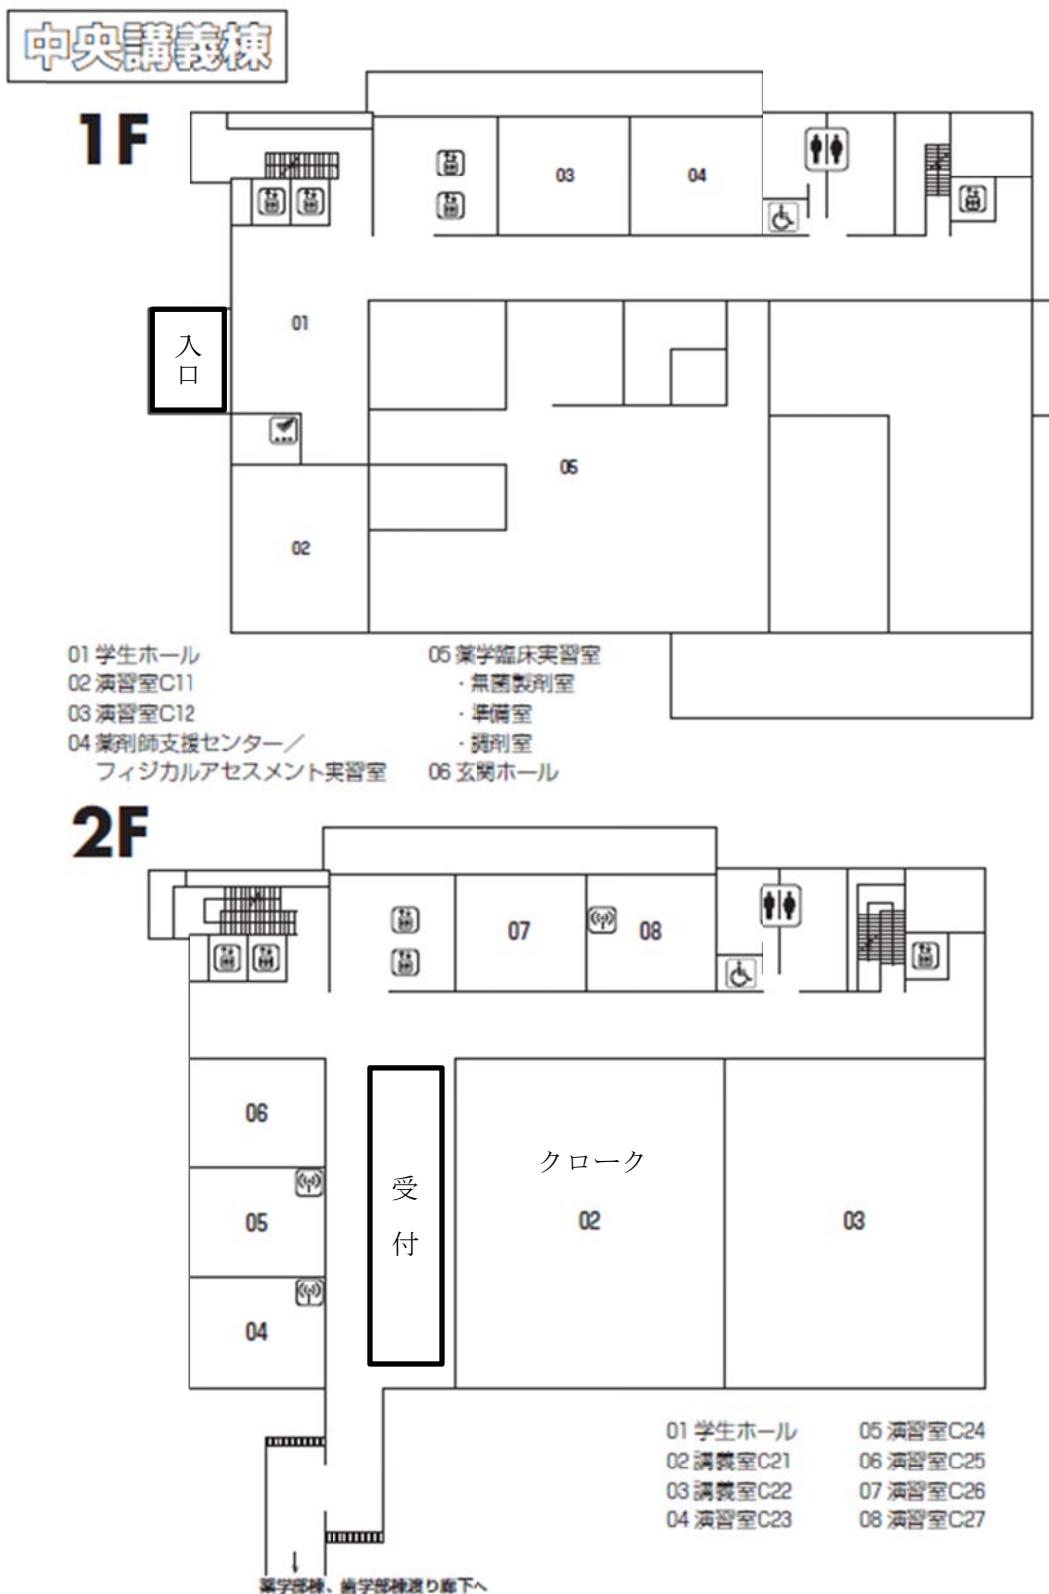 中央講義棟
1F
03
04
01
入口
05
02
01 学生ホール
02 演習室C11
03 演習室C12
04 薬剤師支援センター／
フィジカルアセスメント実習室
05 薬学臨床実習室
・無菌製剤室
・準備室
・調剤室
06 玄関ホール
2F
07
08
06
クローク
受付
05
02
03
04
01 学生ホール
02 講義室C21
03 講義室C22
04 演習室C23
05 演習室C24
06 演習室C25
07 演習室C26
08 演習室C27
薬学部棟、歯学部棟渡り廊下へ